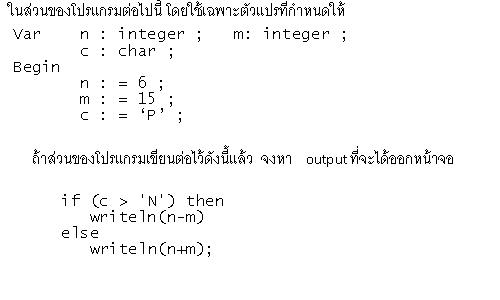 ในส่วนของโปรแกรมต่อไปนี้ โดยใช้เฉพาะตัวแปรที่กำหนดให้
Var n : integer ; m: integer ;
c : char ;
Begin
n : = 6 ;
m : = 15 ;
c : = ‘P’ ;
ถ้าส่วนของโปรแกรมเขียนต่อไว้ดังนี้แล้ว จงหา output ที่จะได้ออกหน้าจอ
if (c > 'N') then
writeln(n-m)
else
writeln(n+m);